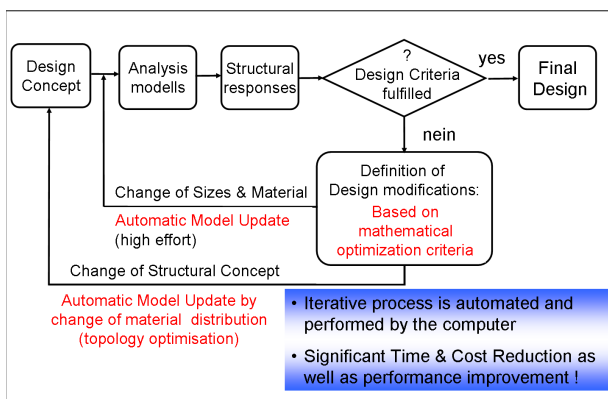 Design
Concept
Analysis
modells
Structural
responses
?
Design Criteria
fulfilled
yes
Final
Design
nein
Definition of
Design modifications:
Based on
mathematical
optimization criteria
Change of Sizes & Material
Automatic Model Update
(high effort)
Change of Structural Concept
Automatic Model Update by
change of material distribution
(topology optimisation)
• Iterative process is automated and
performed by the computer
• Significant Time & Cost Reduction as
well as performance improvement !